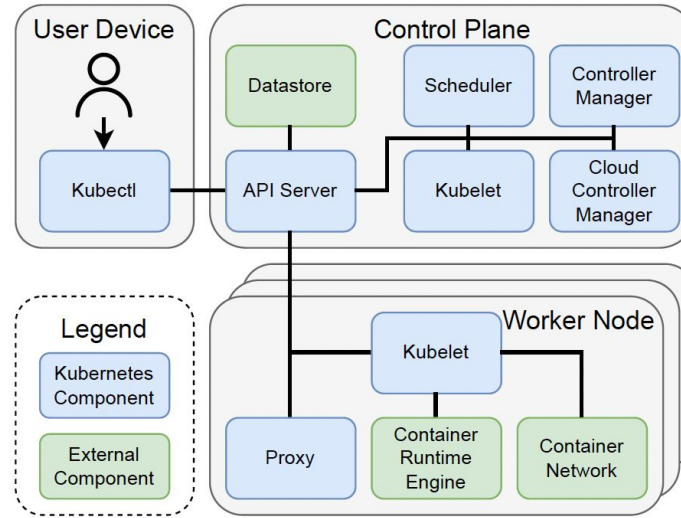 User Device
Control Plane
Datastore
Scheduler
Controller
Manager
Kubectl
API Server
Kubelet
Cloud
Controller
Manager
Legend
Kubernetes
Component
External
Component
Worker Node
Kubelet
Proxy
Container
Runtime
Engine
Container
Network